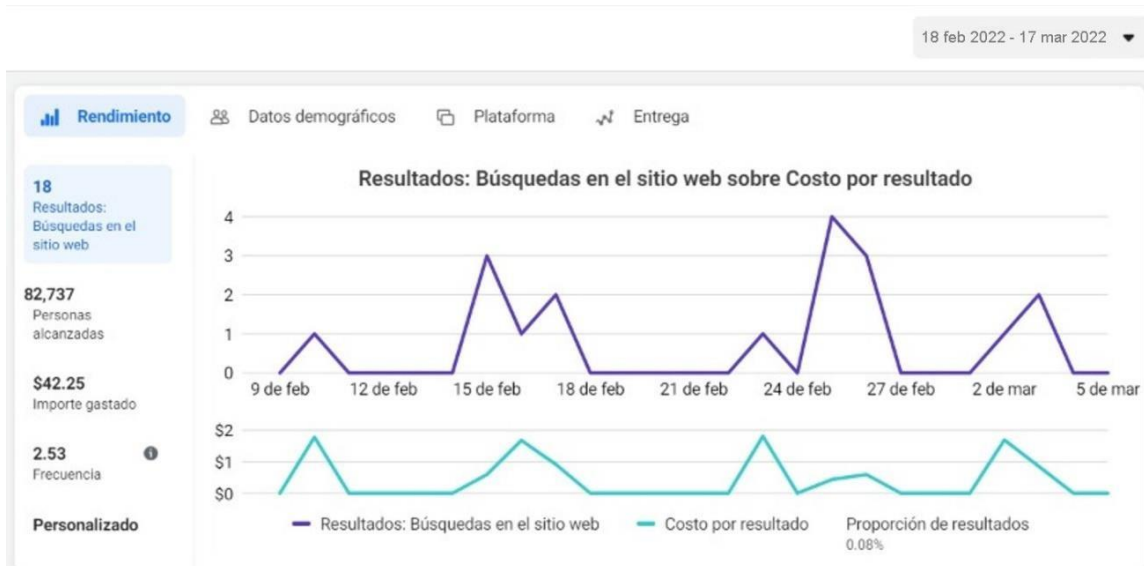 18 feb 2022 - 17 mar 2022
Rendimiento
Datos demográficos
Plataforma
Entrega
18
Resultados:
Búsquedas en el
sitio web
82,737
Personas
alcanzadas
$42.25
Importe gastado
2.53
Frecuencia
Personalizado
Resultados: Búsquedas en el sitio web sobre Costo por resultado
4
3
2
1
0
9 de feb 12 de feb 15 de feb 18 de feb 21 de feb 24 de feb 27 de feb 2 de mar 5 de mar
$2
$1
$0
Resultados: Búsquedas en el sitio web Costo por resultado Proporción de resultados
0.08%